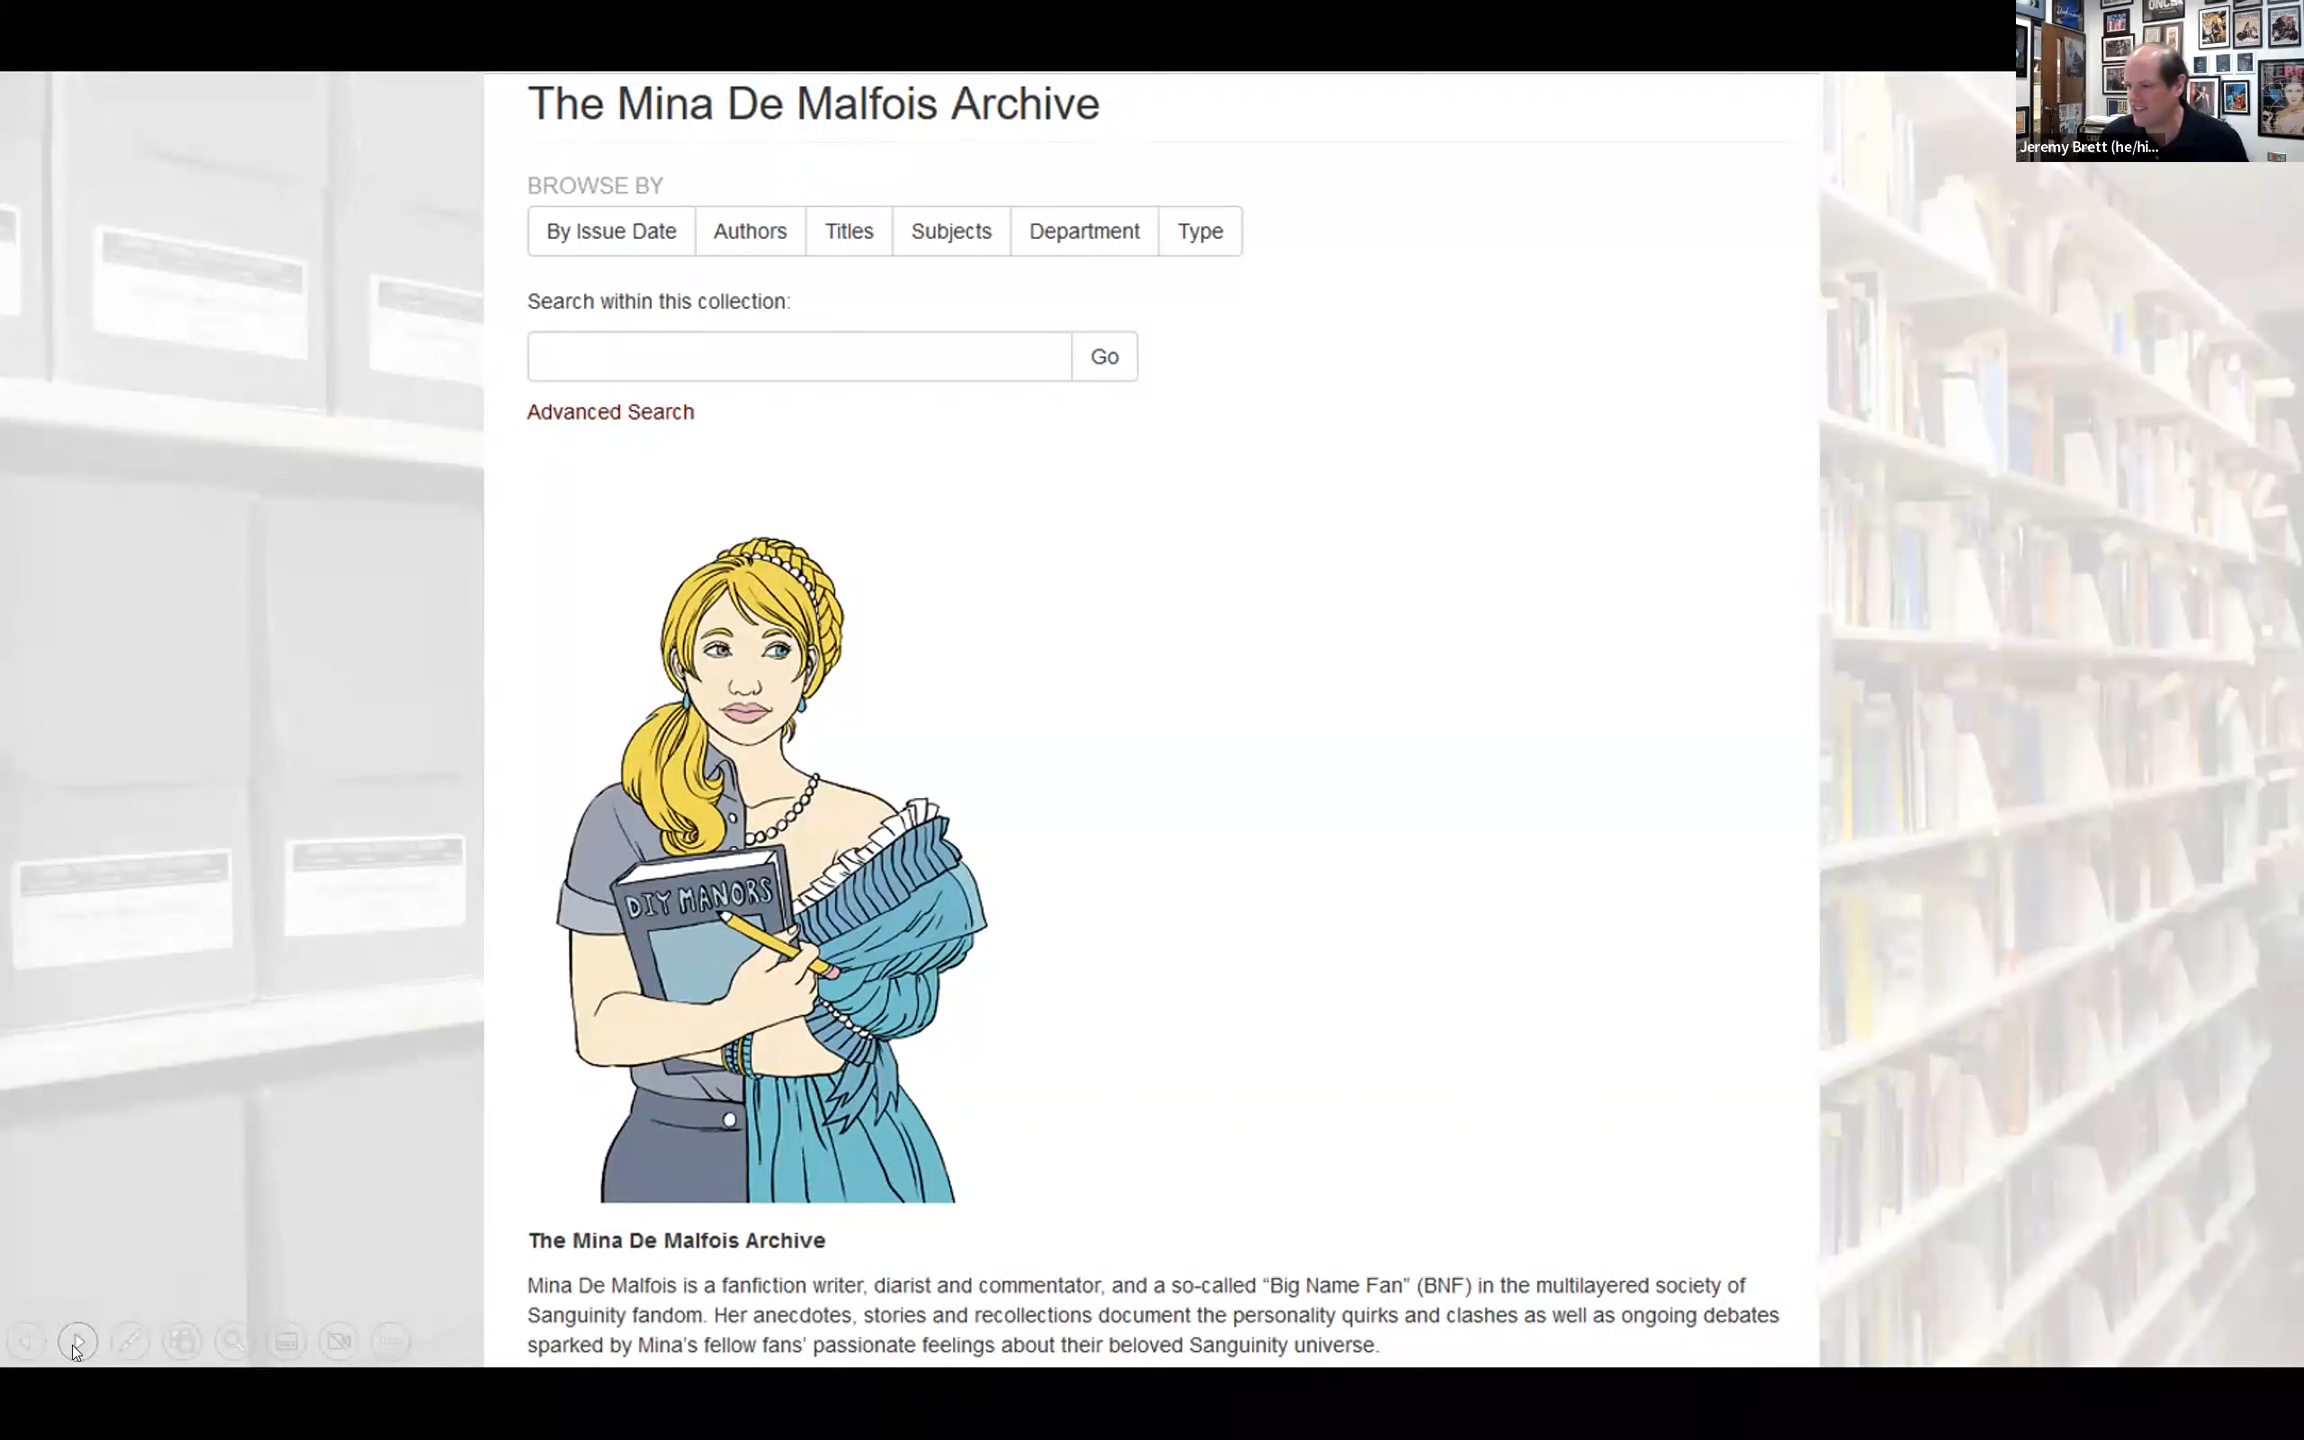 The Mina De Malfois Archive
Jeremy Brett (he/hi...
BROWSE BY
By Issue Date Authors Titles Subjects Department Type
Search within this collection:
Go
Advanced Search
DIY MANORS
The Mina De Malfois Archive
Mina De Malfois is a fanfiction writer, diarist and commentator, and a so-called “Big Name Fan” (BNF) in the multilayered society of
Sanguinity fandom. Her anecdotes, stories and recollections document the personality quirks and clashes as well as ongoing debates
sparked by Mina's fellow fans' passionate feelings about their beloved Sanguinity universe.